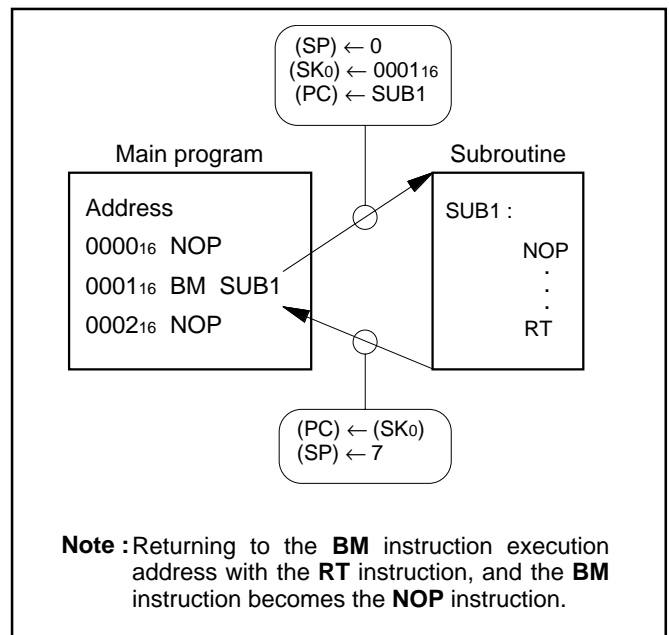 (SP) ← 0
(SK0) ← 000116
(PC) ← SUB1
Main program
Subroutine
Address
000016 NOP
000116 BM SUB1
000216 NOP
SUB1 :
NOP
.
.
.
RT
(PC) ← (SK0)
(SP) ← 7
Note : Returning to the BM instruction execution
address with the RT instruction, and the BM
instruction becomes the NOP instruction.